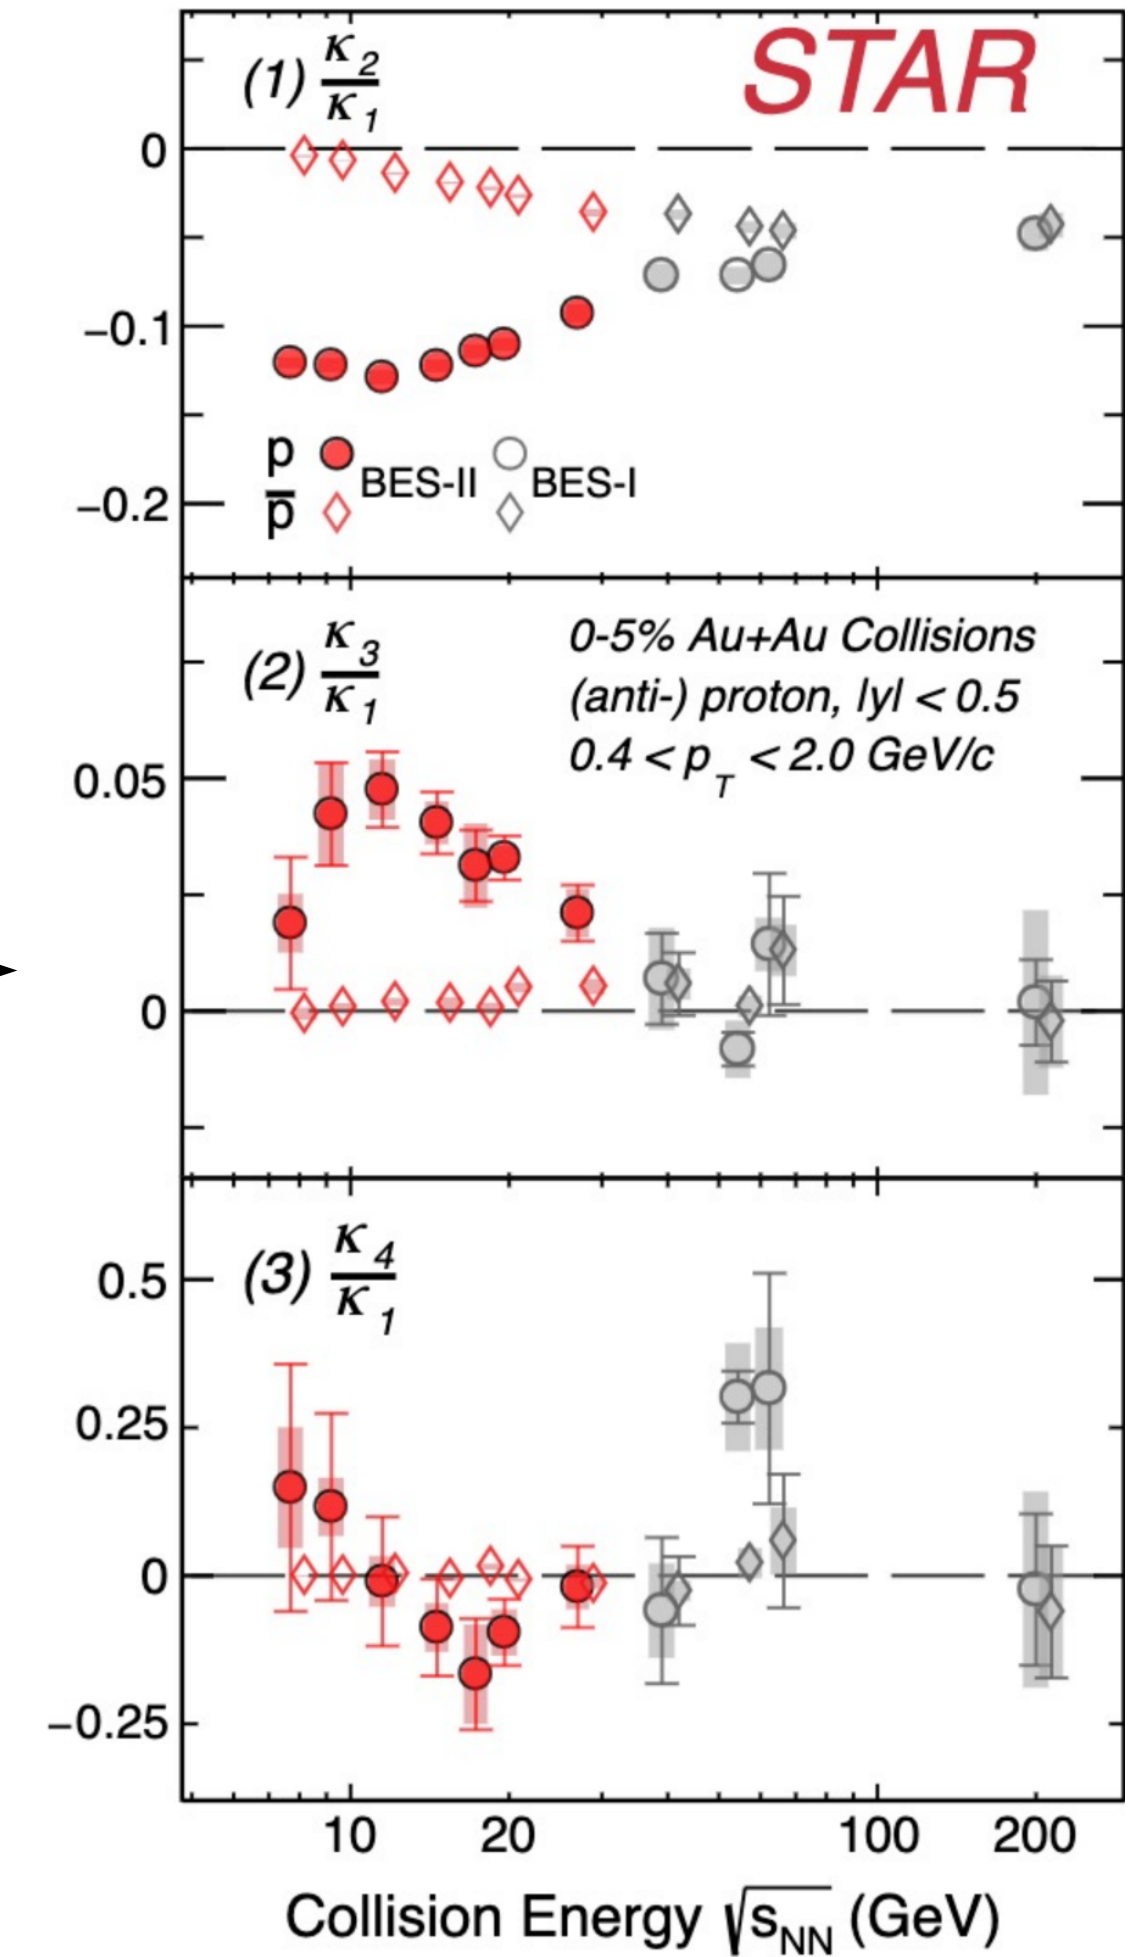 (1) κ2/κ1
STAR
0
−0.1
−0.2
p
p̅
BES-II
BES-I
(2) κ3/κ1
0-5% Au+Au Collisions
(anti-) proton, lyl < 0.5
0.4 < pT < 2.0 GeV/c
0.05
0
(3) κ4/κ1
0.5
0.25
0
−0.25
10 20 100 200
Collision Energy √sNN (GeV)